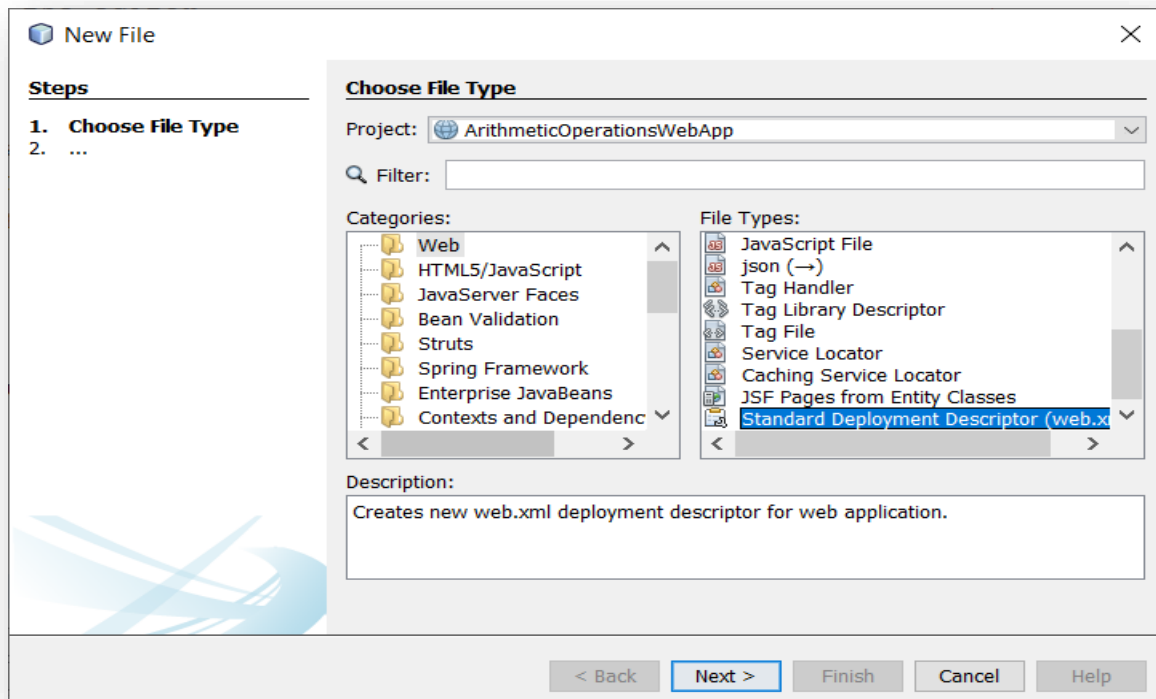 New File
Steps
1. Choose File Type
2. ...
Choose File Type
Project: ArithmeticOperationsWebApp
Filter:
Categories:
Web
HTML5/JavaScript
JavaServer Faces
Bean Validation
Struts
Spring Framework
Enterprise JavaBeans
Contexts and Dependenc
File Types:
JavaScript File
json (→)
Tag Handler
Tag Library Descriptor
Tag File
Service Locator
Caching Service Locator
JSF Pages from Entity Classes
Standard Deployment Descriptor (web.x
Description:
Creates new web.xml deployment descriptor for web application.
< Back
Next >
Finish
Cancel
Help